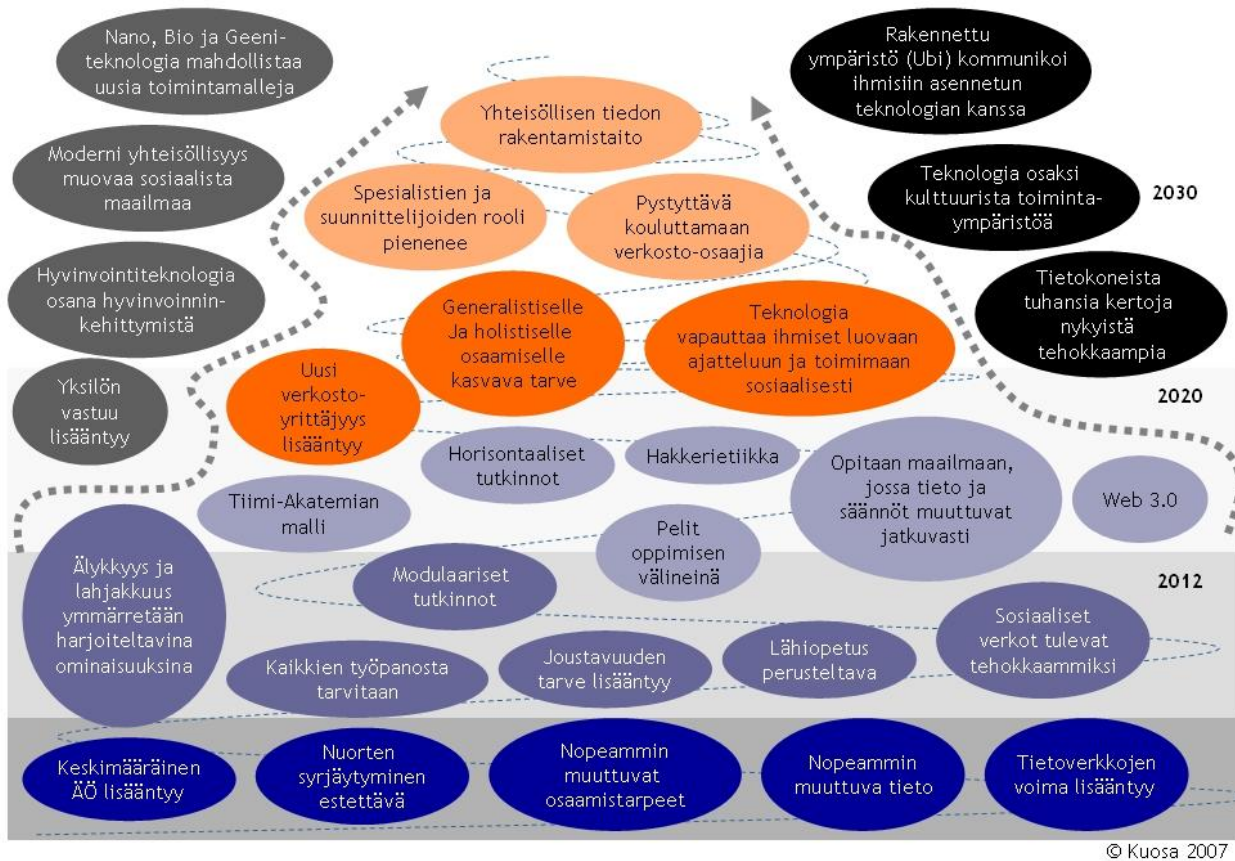 Nano, Bio ja Geeni-
teknologia mahdollistaa
uusia toimintamalleja
Rakennettu
ympäristö (Ubi) kommunikoi
ihmisiin asennetun
teknologian kanssa
Yhteisöllisen tiedon
rakentamistaito
Moderni yhteisöllisyys
muovaa sosiaalista
maailmaa
Spesialistien ja
suunnittelijoiden rooli
pienenee
Pystyttävä
kouluttamaan
verkosto-osaajia
Teknologia osaksi
kulttuurista toiminta-
ympäristöä
2030
Hyvinvointiteknologia
osana hyvinvoinnin-
kehittymistä
Generalistiselle
Ja holistiselle
osaamiselle
kasvava tarve
Teknologia
vapauttaa ihmiset luovaan
ajatteluun ja toimimaan
sosiaalisesti
Tietokoneista
tuhansia kertoja
nykyistä
tehokkaampia
Yksilön
vastuu
lisääntyy
Uusi
verkosto-
yrittäjyys
lisääntyy
2020
Horisontaaliset
tutkinnot
Hakkerietiikka
Opitaan maailmaan,
jossa tieto ja
säännöt muuttuvat
jatkuvasti
Web 3.0
Tiimi-Akatemian
malli
Pelit
oppimisen
välineinä
Älykkyys ja
lahjakkuus
ymmärretään
harjoiteltavina
ominaisuuksina
Modulaariset
tutkinnot
2012
Kaikkien työpanosta
tarvitaan
Joustavuuden
tarve lisääntyy
Lähiopetus
perusteltava
Sosiaaliset
verkot tulevat
tehokkaammiksi
Keskimääräinen
ÄÖ lisääntyy
Nuorten
syrjäytyminen
estettävä
Nopeammin
muuttuvat
osaamistarpeet
Nopeammin
muuttuva tieto
Tietoverkkojen
voima lisääntyy
© Kuosa 2007